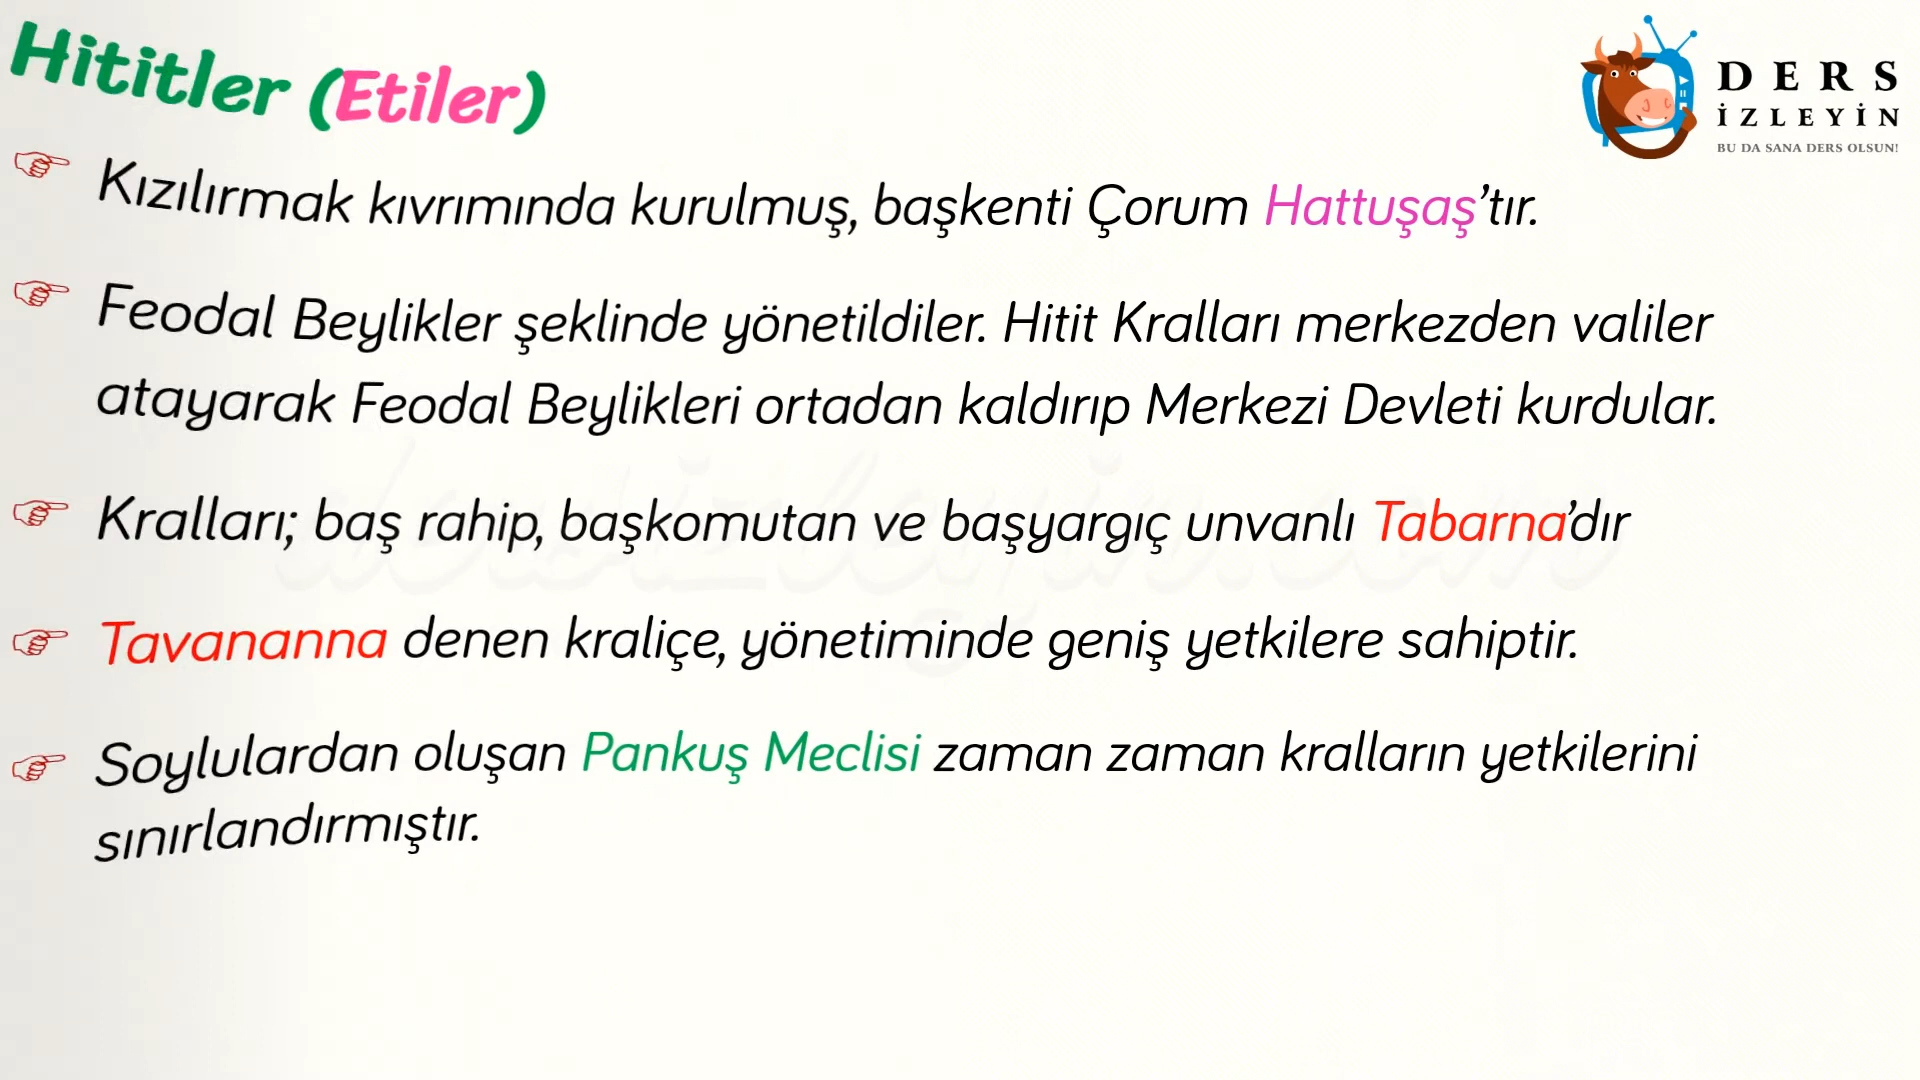 Hititler (Etiler)
DERS
İZLEYİN
BU DA SANA DERS OLSUN!
Kızılırmak kıvrımında kurulmuş, başkenti Çorum Hattuşaş’tır.
Feodal Beylikler şeklinde yönetildiler. Hitit Kralları merkezden valiler
atayarak Feodal Beylikleri ortadan kaldırıp Merkezi Devleti kurdular.
Kralları; baş rahip, başkomutan ve başyargıç unvanlı Tabarna’dır
Tavananna denen kraliçe, yönetiminde geniş yetkilere sahiptir.
Soylulardan oluşan Pankuş Meclisi zaman zaman kralların yetkilerini
sınırlandırmıştır.
dersizleyin.com